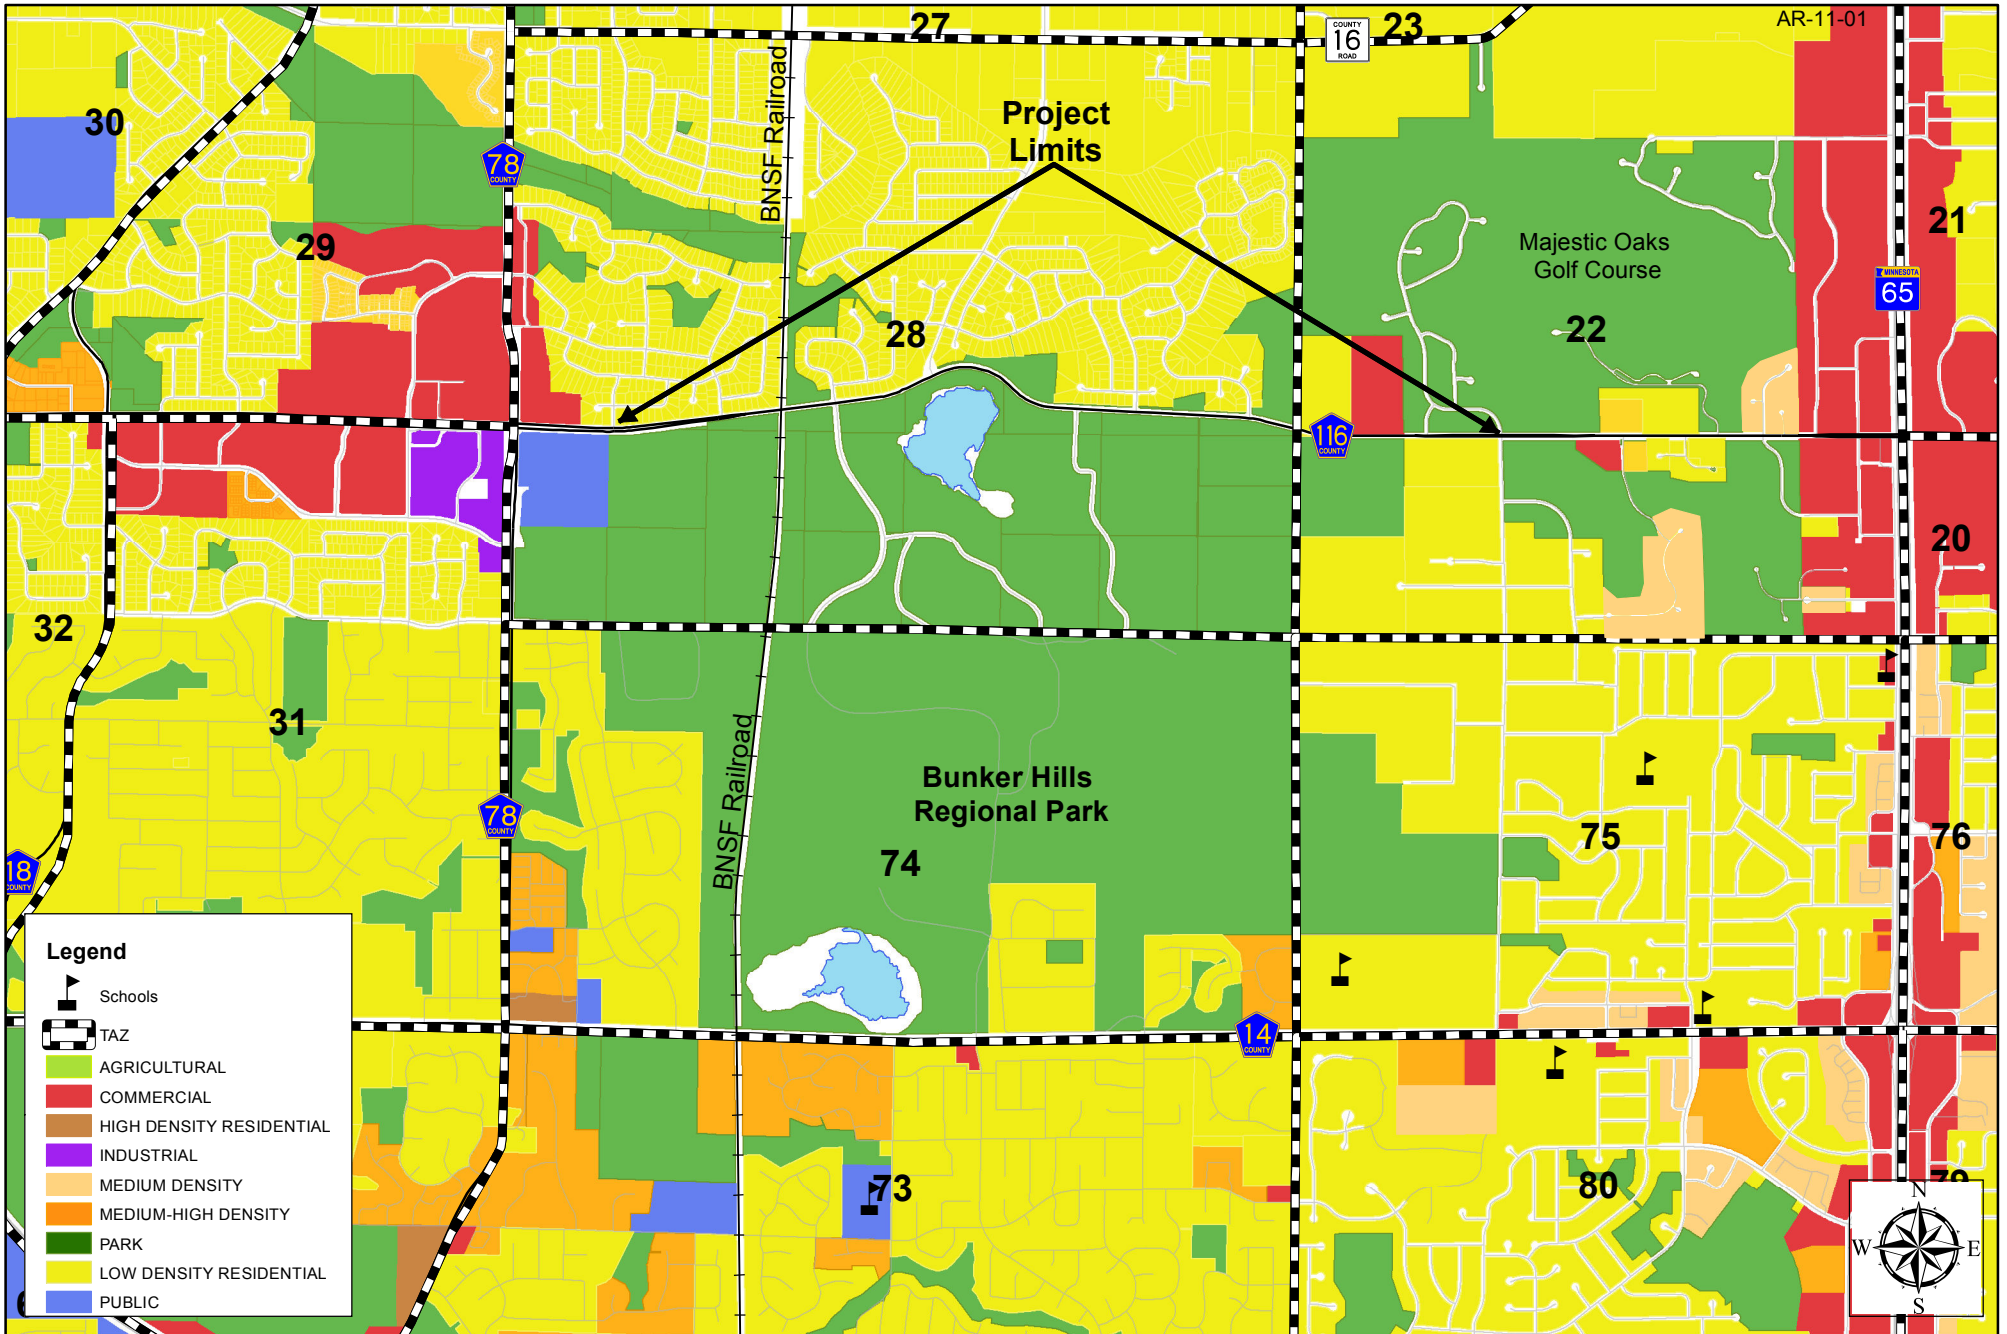 27
COUNTY
16
ROAD
23
AR-11-01
30
BNSF Railroad
Project
Limits
78
COUNTY
29
21
Majestic Oaks
Golf Course
MINNESOTA
65
28
22
116
COUNTY
20
32
31
BNSF Railroad
Bunker Hills
Regional Park
78
COUNTY
75
76
74
18
COUNTY
14
COUNTY
Legend
Schools
TAZ
AGRICULTURAL
COMMERCIAL
HIGH DENSITY RESIDENTIAL
INDUSTRIAL
MEDIUM DENSITY
MEDIUM-HIGH DENSITY
PARK
LOW DENSITY RESIDENTIAL
PUBLIC
73
80
79
N
W
E
S